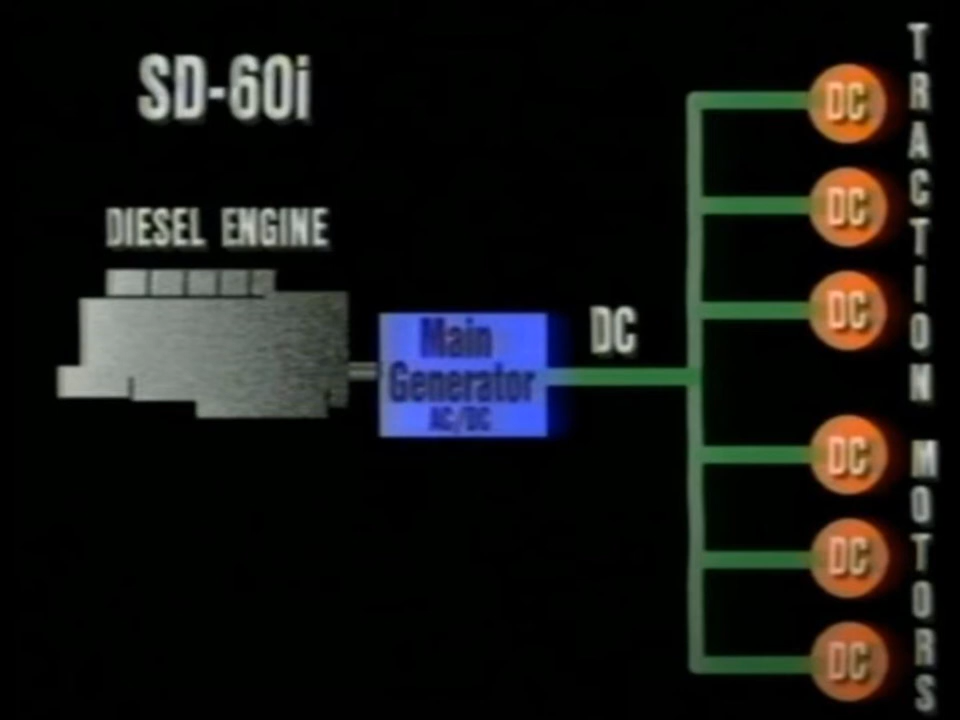 SD-60i
DIESEL ENGINE
Main
Generator
AC/DC
DC
DC
DC
DC
DC
DC
DC
TRACTION MOTORS